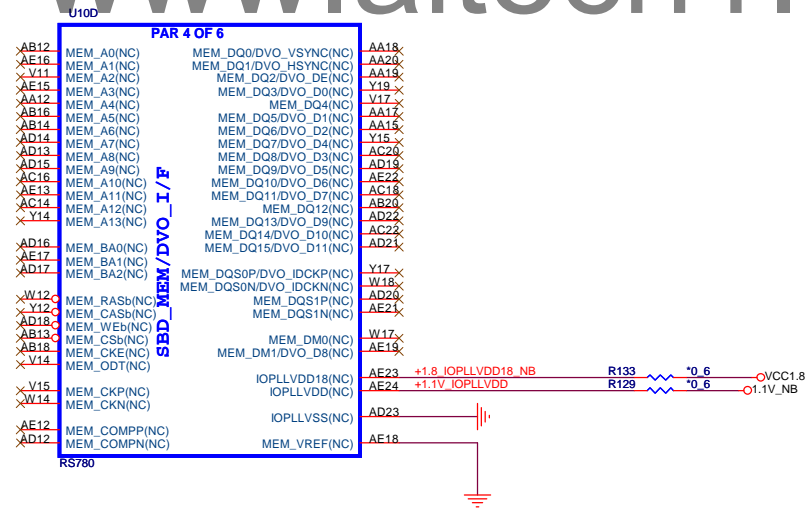 U10D
PAR 4 OF 6
AB12 MEM_A0(NC) MEM_DQ0/DVO_VSYNC(NC) AA18
AE16 MEM_A1(NC) MEM_DQ1/DVO_HSYNC(NC) AA20
V11 MEM_A2(NC) MEM_DQ2/DVO_DE(NC) AA19
AE15 MEM_A3(NC) MEM_DQ3/DVO_D0(NC) Y19
AA12 MEM_A4(NC) MEM_DQ4(NC) V17
AB16 MEM_A5(NC) MEM_DQ5/DVO_D1(NC) AA17
AB14 MEM_A6(NC) MEM_DQ6/DVO_D2(NC) AA15
AD14 MEM_A7(NC) MEM_DQ7/DVO_D4(NC) Y15
AD13 MEM_A8(NC) MEM_DQ8/DVO_D3(NC) AC20
AD15 MEM_A9(NC) MEM_DQ9/DVO_D5(NC) AD19
AC16 MEM_A10(NC) MEM_DQ10/DVO_D6(NC) AE22
AE13 MEM_A11(NC) MEM_DQ11/DVO_D7(NC) AC18
AC14 MEM_A12(NC) MEM_DQ12(NC) AB20
Y14 MEM_A13(NC) MEM_DQ13/DVO_D9(NC) AD22
MEM_DQ14/DVO_D10(NC) AC22
AD16 MEM_BA0(NC) MEM_DQ15/DVO_D11(NC) AD21
AE17 MEM_BA1(NC)
AD17 MEM_BA2(NC) MEM_DQS0P/DVO_IDCKP(NC) Y17
MEM_DQS0N/DVO_IDCKN(NC) W18
W12 MEM_RASb(NC) MEM_DQS1P(NC) AD20
Y12 MEM_CASb(NC) MEM_DQS1N(NC) AE21
AD18 MEM_WEb(NC)
AB13 MEM_CSb(NC) MEM_DM0(NC) W17
AB18 MEM_CKE(NC) MEM_DM1/DVO_D8(NC) AE19
V14 MEM_ODT(NC)
SBD_MEM/DVO_I/F
IOPLLVDD18(NC) AE23 +1.8_IOPLLVDD18_NB R133 *0_6 VCC1.8
V15 MEM_CKP(NC) IOPLLVDD(NC) AE24 +1.1V_IOPLLVDD R129 *0_6 1.1V_NB
W14 MEM_CKN(NC)
IOPLLVSS(NC) AD23
AE12 MEM_COMPP(NC)
AD12 MEM_COMPN(NC) MEM_VREF(NC) AE18
RS780